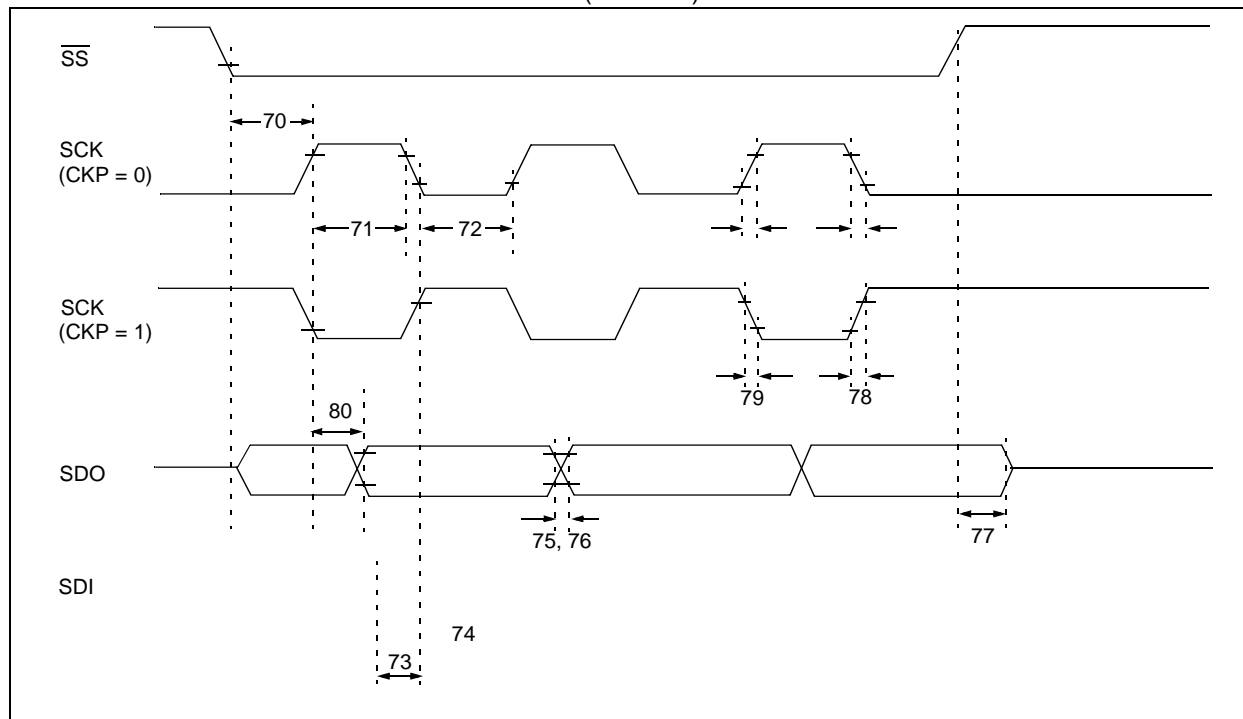 SS
70
SCK
(CKP = 0)
71
72
SCK
(CKP = 1)
79
78
80
SDO
75, 76
77
SDI
74
73